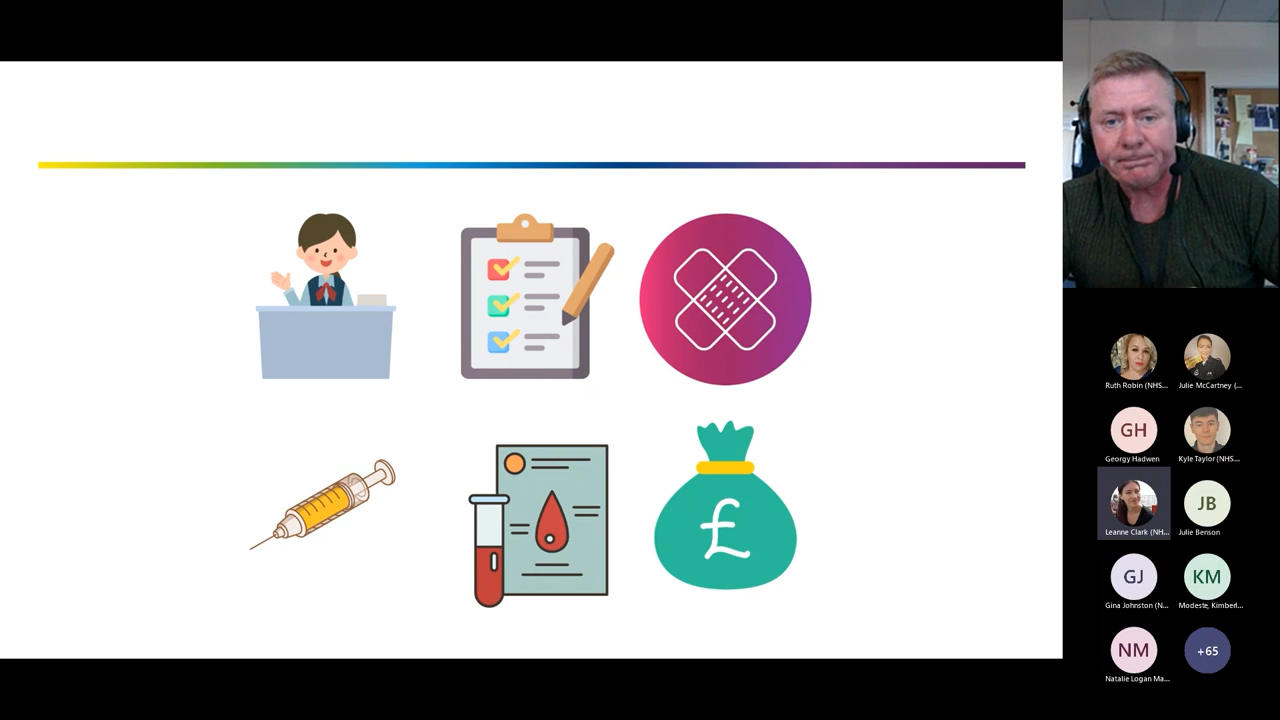 £
Ruth Robin (NHS...
Julie McCartney (...
GH
Georgy Hadwen
Kyle Taylor (NHS...
Leanne Clark (NH...
JB
Julie Benson
GJ
Gina Johnston (N...
KM
Modeste, Kimberl...
NM
Natalie Logan Ma...
+65